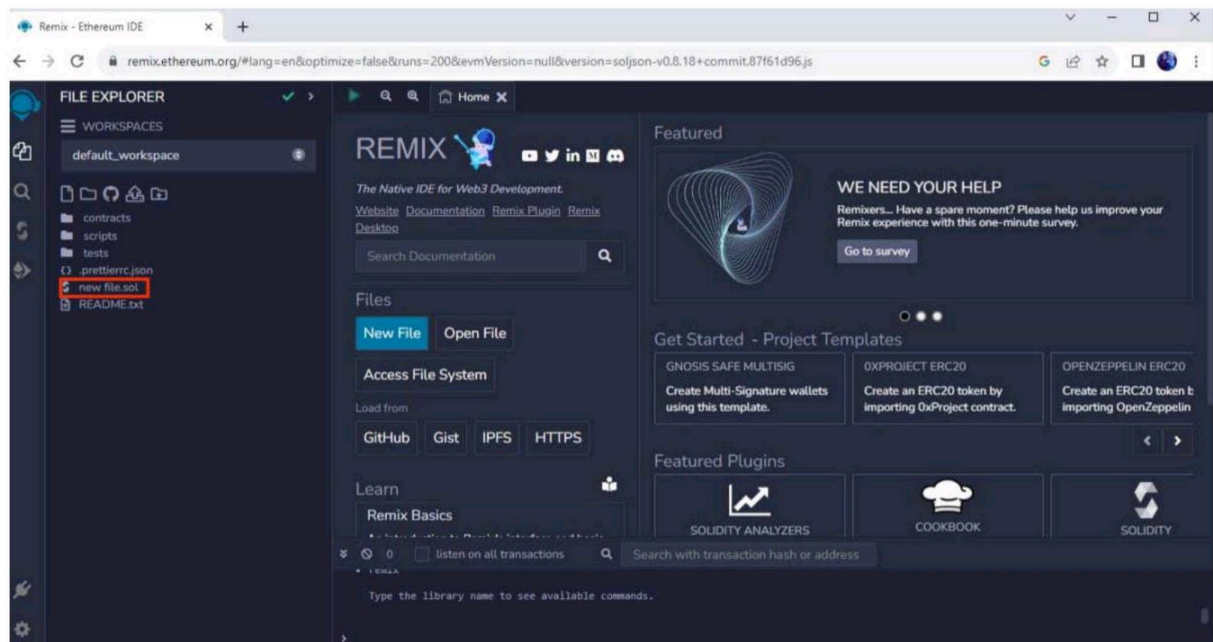 Remix - Ethereum IDE
remix.ethereum.org/#lang=en&optimize=false&runs=200&evmVersion=null&version=soljson-v0.8.18+commit.87f61d96.js
FILE EXPLORER
WORKSPACES
default_workspace
contracts
scripts
tests
.prettierrc.json
new file.sol
README.txt
Home
REMIX
The Native IDE for Web3 Development.
Website Documentation Remix Plugin Remix
Desktop
Search Documentation
Files
New File Open File
Access File System
Load from
GitHub Gist IPFS HTTPS
Learn
Remix Basics
Featured
WE NEED YOUR HELP
Remixers... Have a spare moment? Please help us improve your
Remix experience with this one-minute survey.
Go to survey
Get Started - Project Templates
GNOSIS SAFE MULTISIG
Create Multi-Signature wallets
using this template.
0XPROJECT ERC20
Create an ERC20 token by
importing 0xProject contract.
OPENZEPPELIN ERC20
Create an ERC20 token b
importing OpenZeppelin
Featured Plugins
SOLIDITY ANALYZERS
COOKBOOK
SOLIDITY
0 listen on all transactions Search with transaction hash or address
remix
Type the library name to see available commands.
>